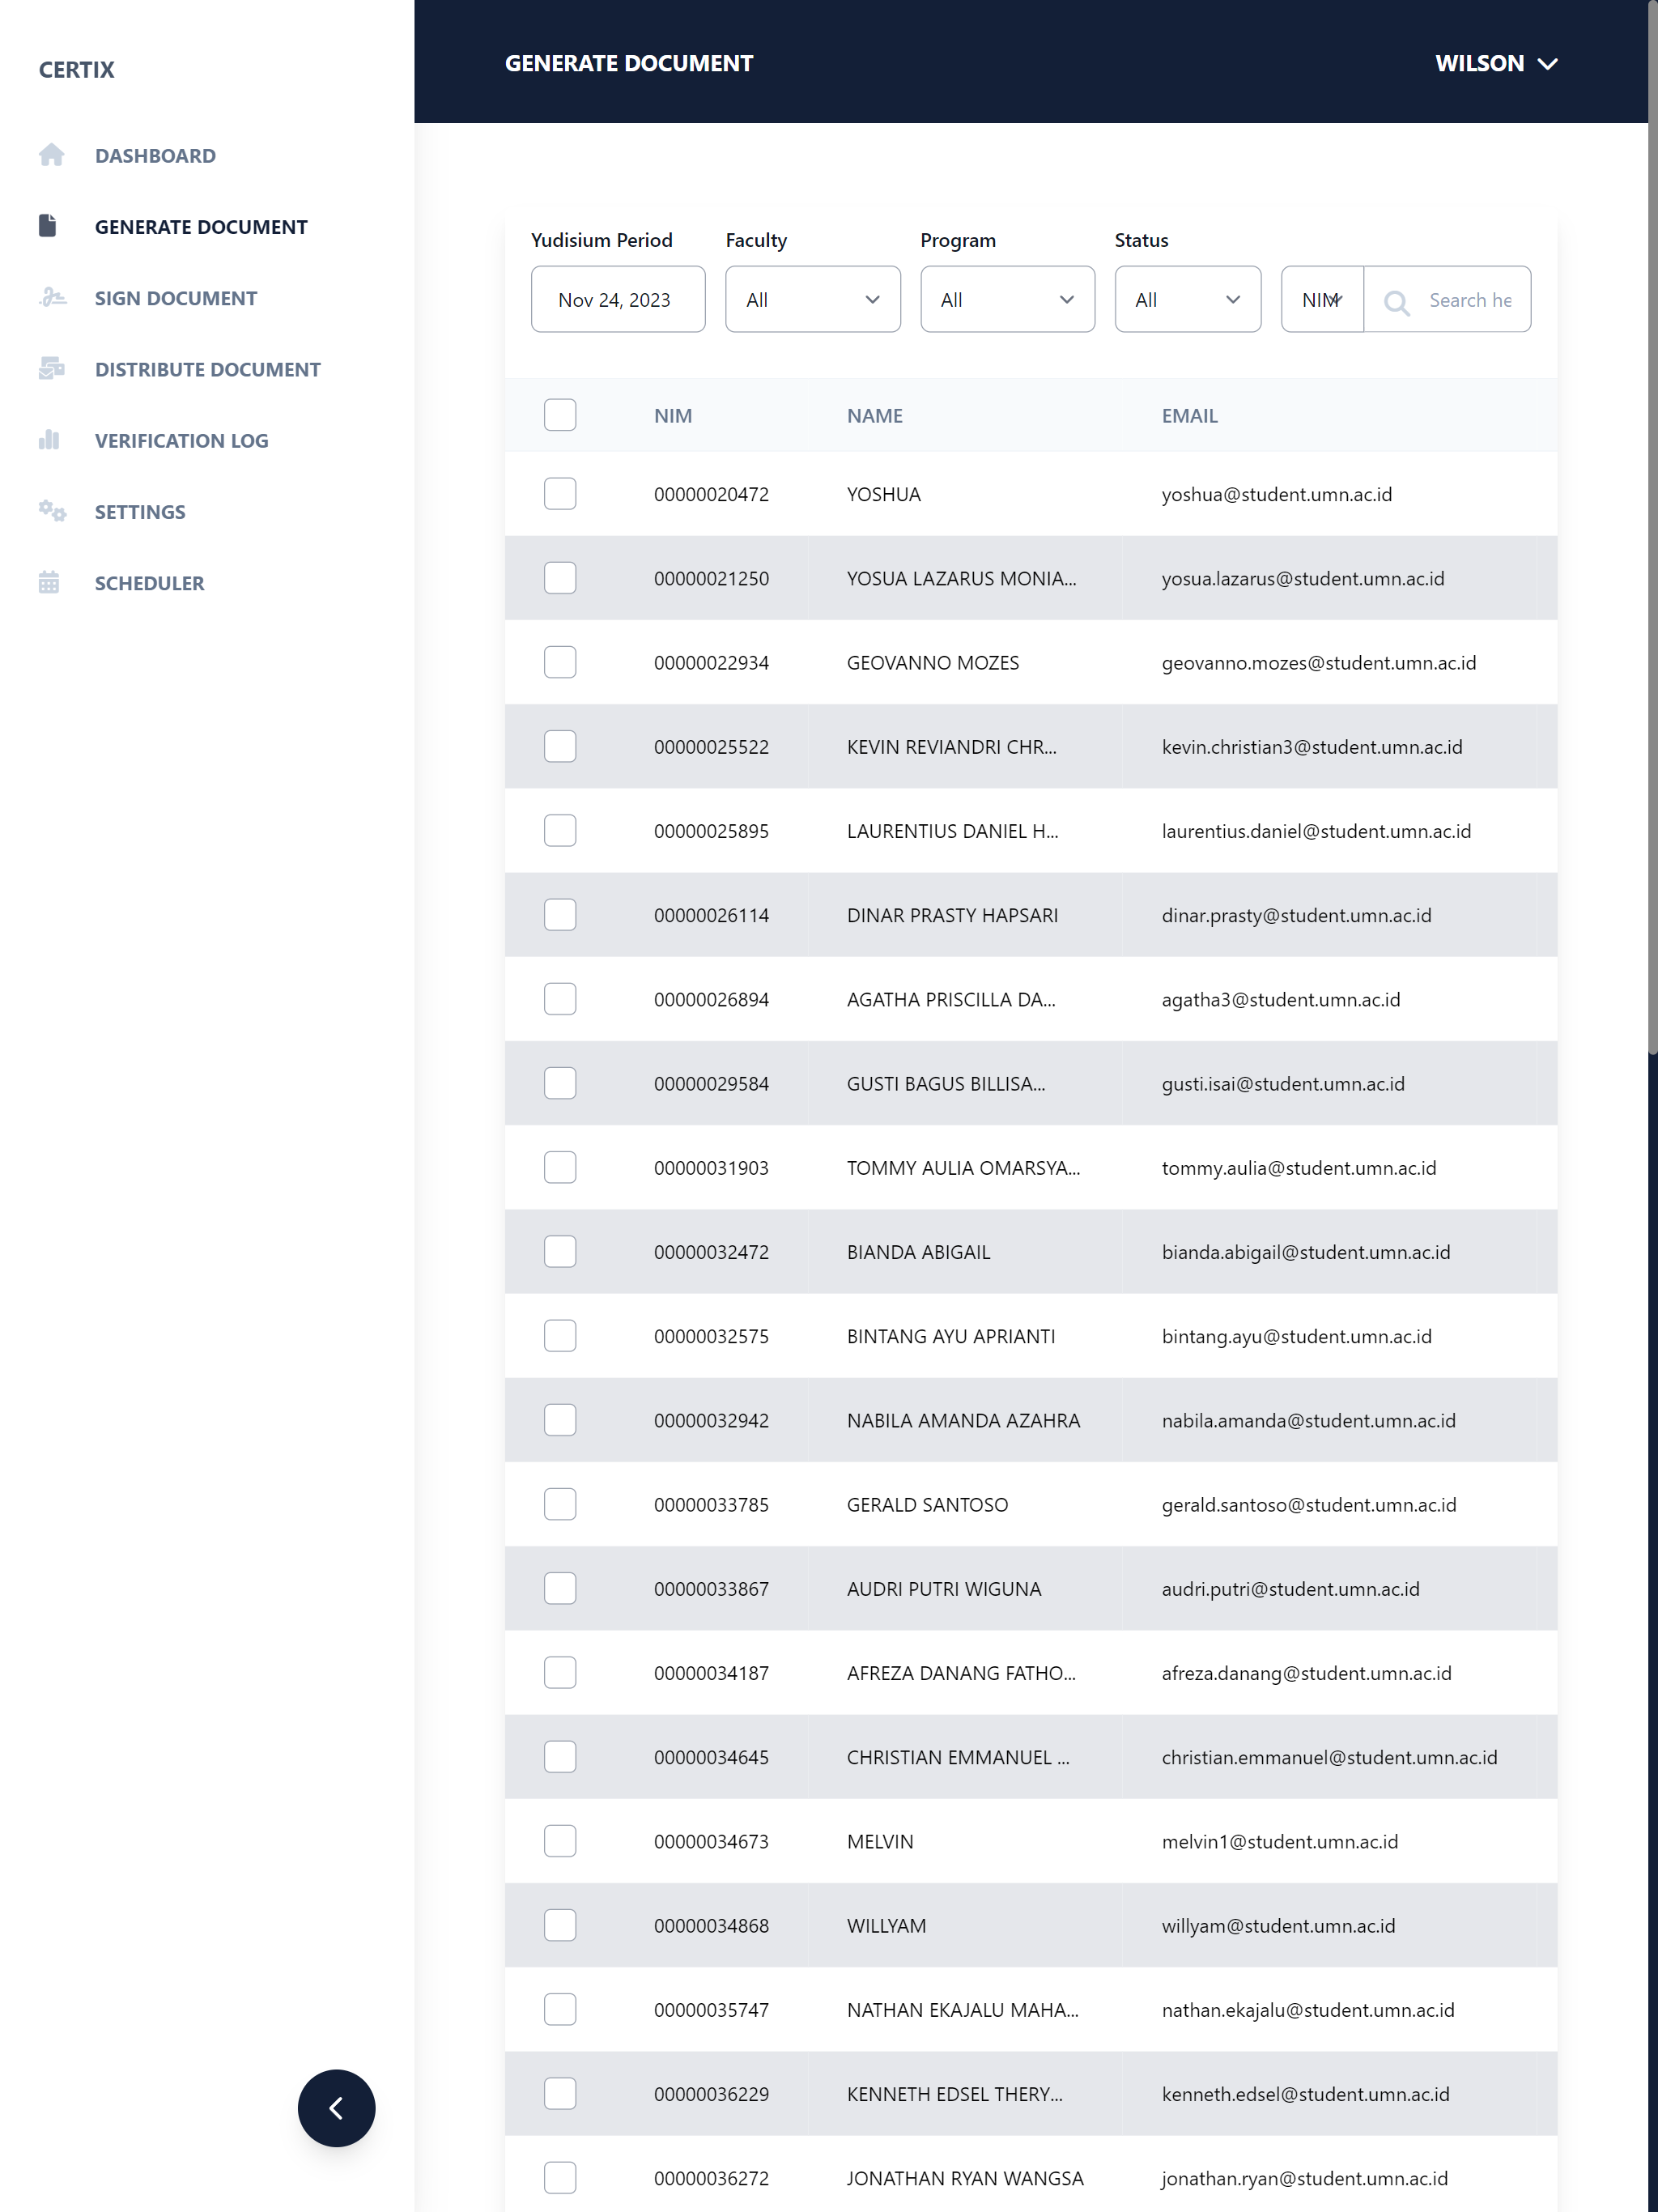 CERTIX
DASHBOARD
GENERATE DOCUMENT
SIGN DOCUMENT
DISTRIBUTE DOCUMENT
VERIFICATION LOG
SETTINGS
SCHEDULER
GENERATE DOCUMENT WILSON
Yudisium Period Faculty Program Status
Nov 24, 2023 All All All NIM Search he
NIM NAME EMAIL
00000020472 YOSHUA yoshua@student.umn.ac.id
00000021250 YOSUA LAZARUS MONIA... yosua.lazarus@student.umn.ac.id
00000022934 GEOVANNO MOZES geovanno.mozes@student.umn.ac.id
00000025522 KEVIN REVIANDRI CHR... kevin.christian3@student.umn.ac.id
00000025895 LAURENTIUS DANIEL H... laurentius.daniel@student.umn.ac.id
00000026114 DINAR PRASTY HAPSARI dinar.prasty@student.umn.ac.id
00000026894 AGATHA PRISCILLA DA... agatha3@student.umn.ac.id
00000029584 GUSTI BAGUS BILLISA... gusti.isai@student.umn.ac.id
00000031903 TOMMY AULIA OMARSYA... tommy.aulia@student.umn.ac.id
00000032472 BIANDA ABIGAIL bianda.abigail@student.umn.ac.id
00000032575 BINTANG AYU APRIANTI bintang.ayu@student.umn.ac.id
00000032942 NABILA AMANDA AZAHRA nabila.amanda@student.umn.ac.id
00000033785 GERALD SANTOSO gerald.santoso@student.umn.ac.id
00000033867 AUDRI PUTRI WIGUNA audri.putri@student.umn.ac.id
00000034187 AFREZA DANANG FATHO... afreza.danang@student.umn.ac.id
00000034645 CHRISTIAN EMMANUEL ... christian.emmanuel@student.umn.ac.id
00000034673 MELVIN melvin1@student.umn.ac.id
00000034868 WILLYAM willyam@student.umn.ac.id
00000035747 NATHAN EKAJALU MAHA... nathan.ekajalu@student.umn.ac.id
00000036229 KENNETH EDSEL THERY... kenneth.edsel@student.umn.ac.id
00000036272 JONATHAN RYAN WANGSA jonathan.ryan@student.umn.ac.id